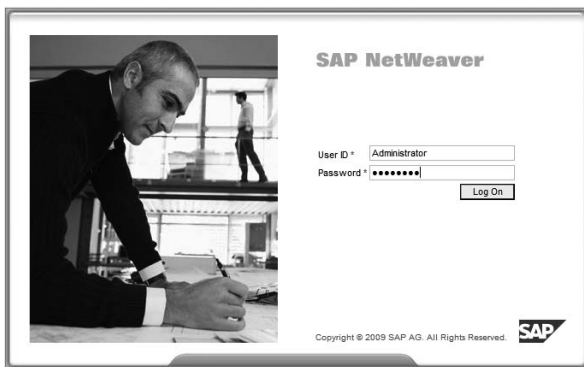 SAP NetWeaver
User ID *
Administrator
Password *
••••••••
Log On
Copyright © 2009 SAP AG. All Rights Reserved.
SAP